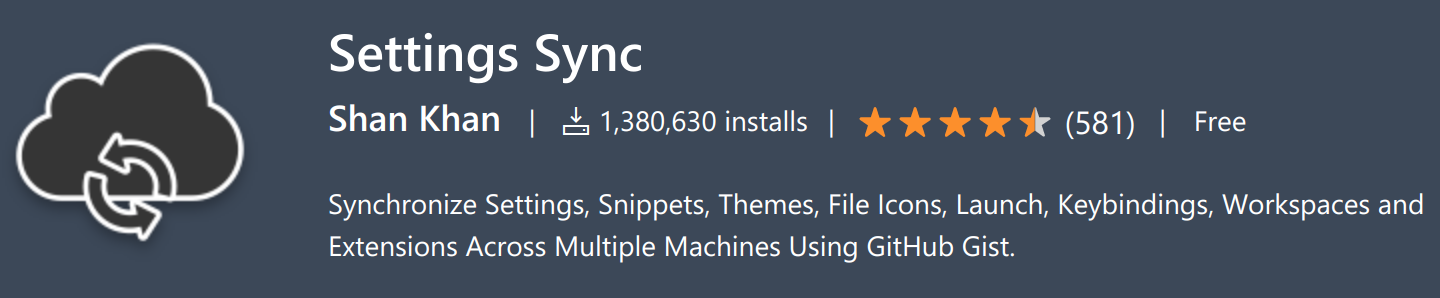 Settings Sync
Shan Khan | 1,380,630 installs | (581) | Free
Synchronize Settings, Snippets, Themes, File Icons, Launch, Keybindings, Workspaces and
Extensions Across Multiple Machines Using GitHub Gist.